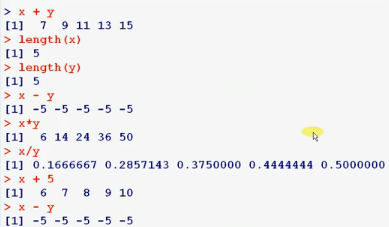 > x + y
[1]  7  9 11 13 15
> length(x)
[1] 5
> length(y)
[1] 5
> x - y
[1] -5 -5 -5 -5 -5
> x*y
[1]  6 14 24 36 50
> x/y
[1] 0.1666667 0.2857143 0.3750000 0.4444444 0.5000000
> x + 5
[1]  6  7  8  9 10
> x - y
[1] -5 -5 -5 -5 -5